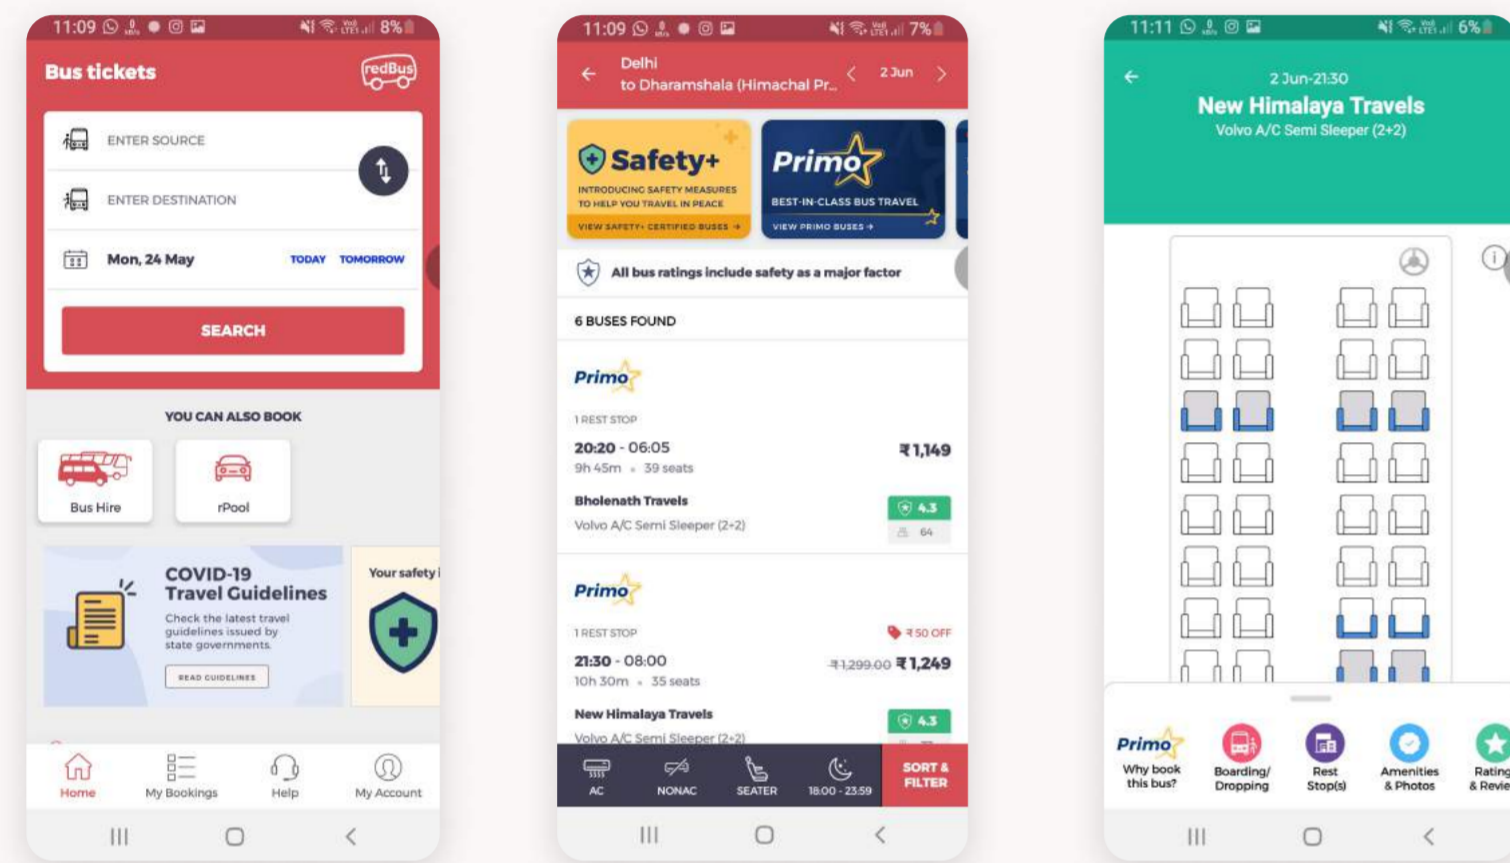 11:09
8%
Bus tickets
redBus
ENTER SOURCE
ENTER DESTINATION
Mon, 24 May TODAY TOMORROW
SEARCH
YOU CAN ALSO BOOK
Bus Hire rPool
COVID-19
Travel Guidelines
Check the latest travel
guidelines issued by
state governments.
READ GUIDELINES
Your safety i
Home My Bookings Help My Account
11:09
7%
Delhi
to Dharamshala (Himachal Pr...
2 Jun
Safety+
INTRODUCING SAFETY MEASURES
TO HELP YOU TRAVEL IN PEACE
VIEW SAFETY+ CERTIFIED BUSES →
Primo
BEST-IN-CLASS BUS TRAVEL
VIEW PRIMO BUSES →
All bus ratings include safety as a major factor
6 BUSES FOUND
Primo
1 REST STOP
20:20 - 06:05 ₹1,149
9h 45m • 39 seats
Bholenath Travels 4.3
Volvo A/C Semi Sleeper (2+2) 64
Primo
1 REST STOP ₹50 OFF
21:30 - 08:00 ₹1,299.00 ₹1,249
10h 30m • 35 seats
New Himalaya Travels 4.3
Volvo A/C Semi Sleeper (2+2)
AC NONAC SEATER 18:00 - 23:59 SORT &
FILTER
11:11
6%
2 Jun-21:30
New Himalaya Travels
Volvo A/C Semi Sleeper (2+2)
Primo
Why book
this bus?
Boarding/
Dropping
Rest
Stop(s)
Amenities
& Photos
Rating
& Revie